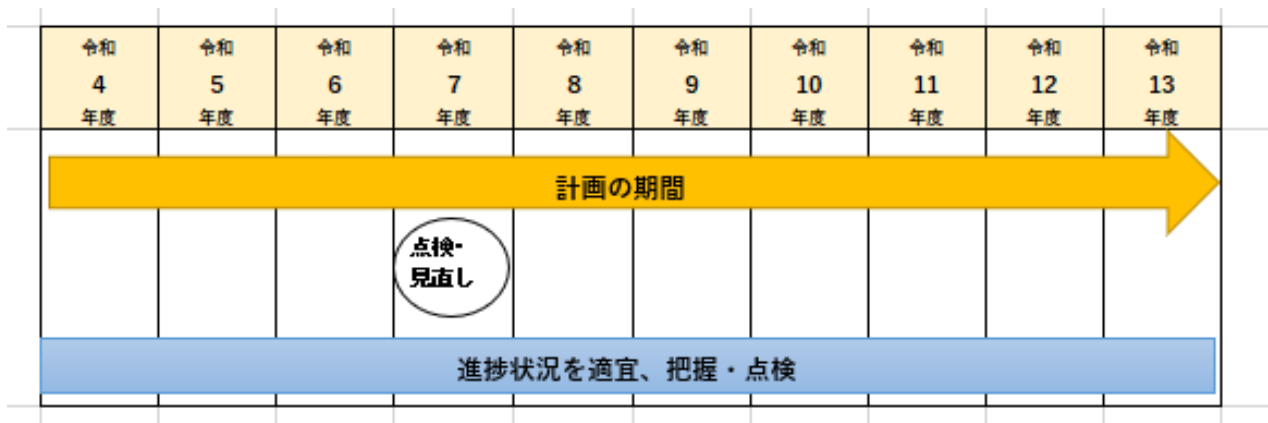 令和 令和 令和 令和 令和 令和 令和 令和 令和 令和
4 5 6 7 8 9 10 11 12 13
年度 年度 年度 年度 年度 年度 年度 年度 年度 年度
計画の期間
点検・
見直し
進捗状況を適宜、把握・点検